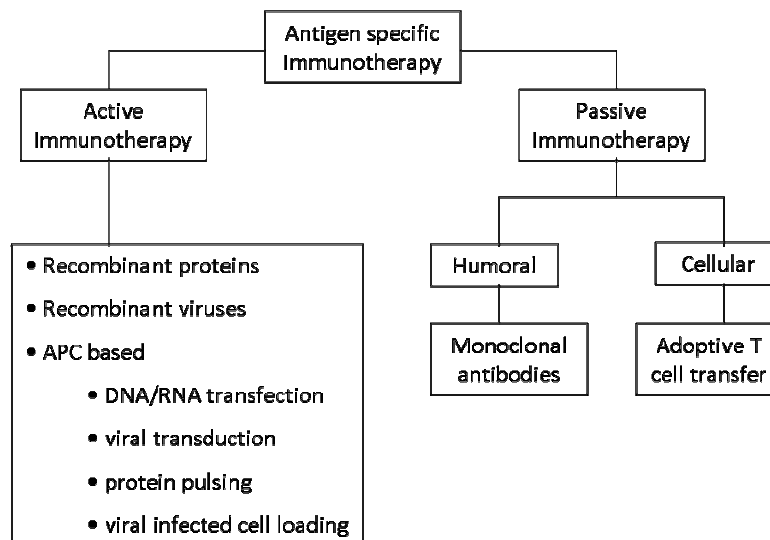 Antigen specific
Immunotherapy
Active
Immunotherapy
Passive
Immunotherapy
• Recombinant proteins
• Recombinant viruses
• APC based
• DNA/RNA transfection
• viral transduction
• protein pulsing
• viral infected cell loading
Humoral
Cellular
Monoclonal
antibodies
Adoptive T
cell transfer